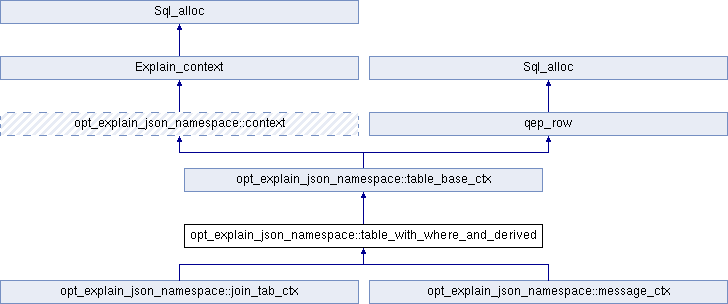 Sql_alloc
Explain_context
Sql_alloc
opt_explain_json_namespace::context
qep_row
opt_explain_json_namespace::table_base_ctx
opt_explain_json_namespace::table_with_where_and_derived
opt_explain_json_namespace::join_tab_ctx
opt_explain_json_namespace::message_ctx